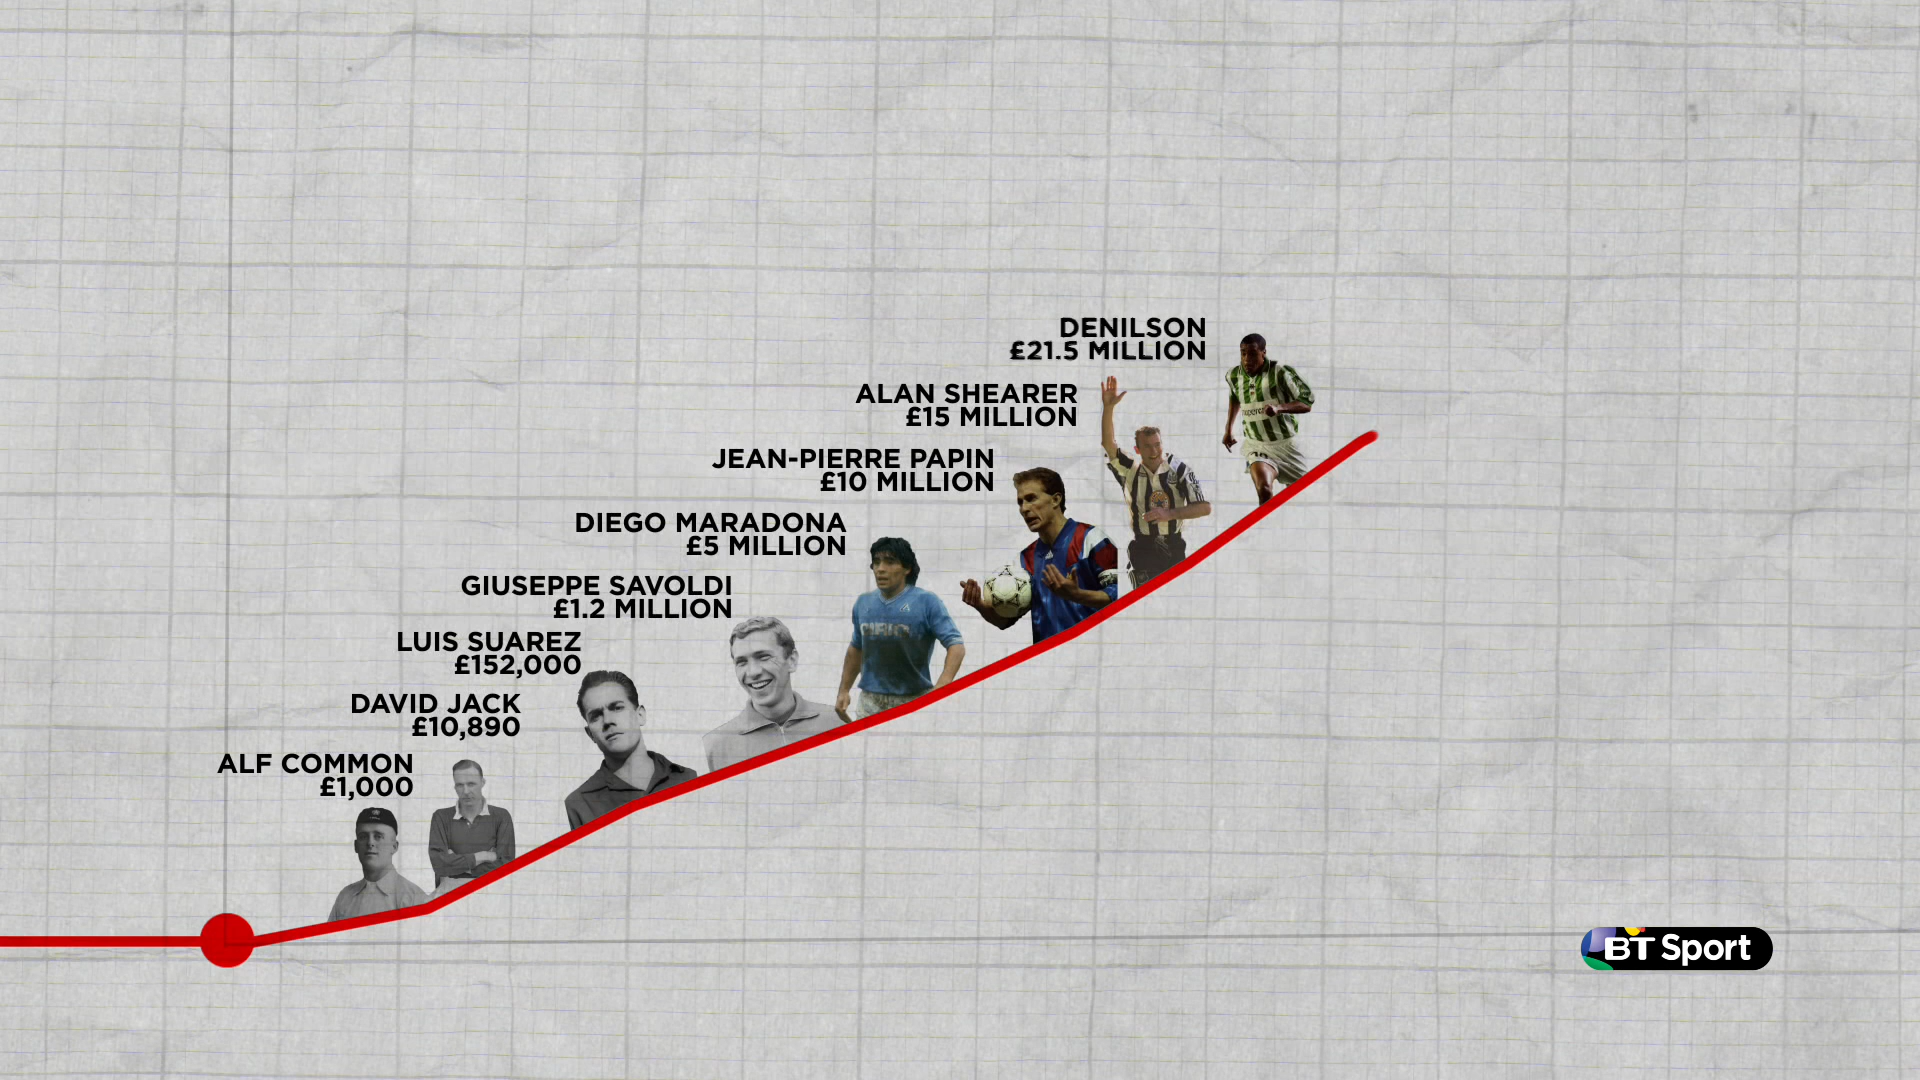 DENILSON
£21.5 MILLION
ALAN SHEARER
£15 MILLION
JEAN-PIERRE PAPIN
£10 MILLION
DIEGO MARADONA
£5 MILLION
GIUSEPPE SAVOLDI
£1.2 MILLION
LUIS SUAREZ
£152,000
DAVID JACK
£10,890
ALF COMMON
£1,000
BT Sport